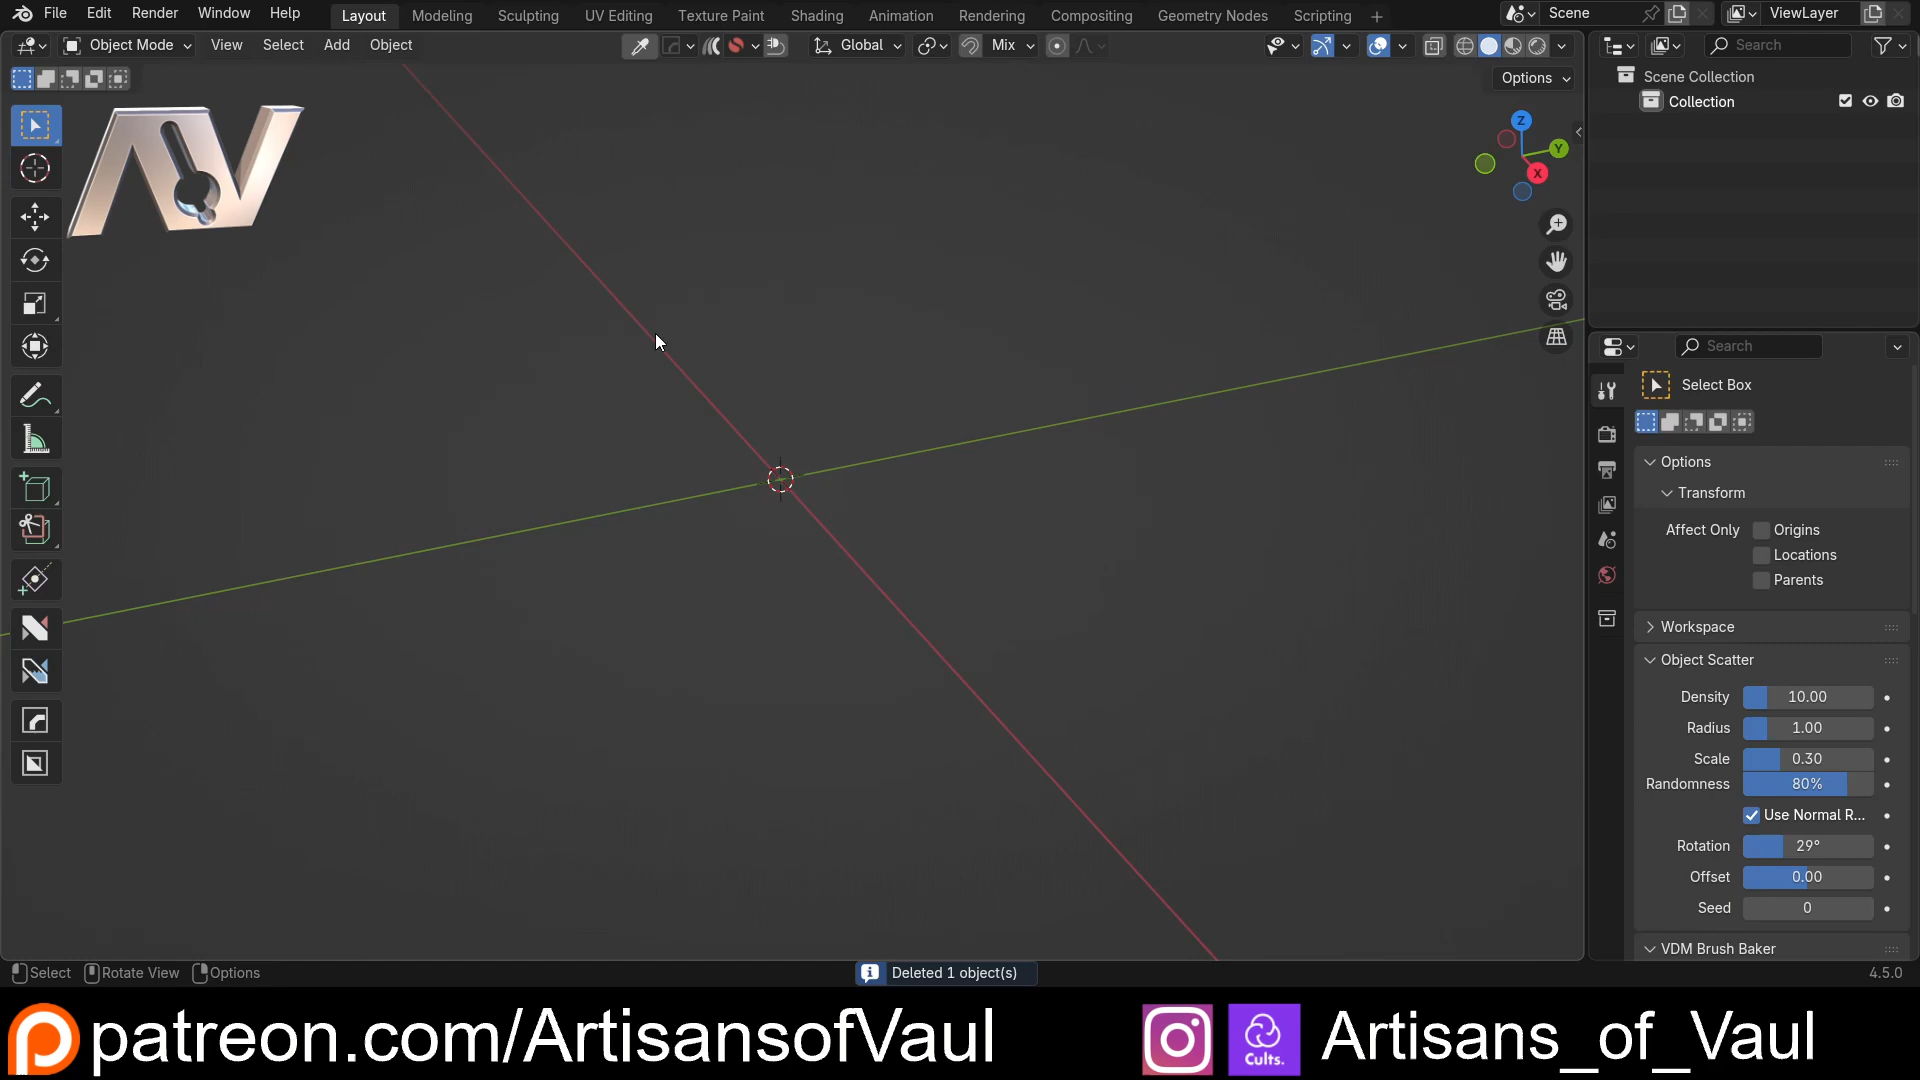 File Edit Render Window Help Layout Modeling Sculpting UV Editing Texture Paint Shading Animation Rendering Compositing Geometry Nodes Scripting + Scene ViewLayer
Object Mode View Select Add Object Global Mix Search
Options
Scene Collection
Collection
Z
Y
X
Search
Select Box
Options
Transform
Affect Only Origins
Locations
Parents
Workspace
Object Scatter
Density 10.00
Radius 1.00
Scale 0.30
Randomness 80%
Use Normal R...
Rotation 29°
Offset 0.00
Seed 0
VDM Brush Baker
Select Rotate View Options Deleted 1 object(s) 4.5.0
patreon.com/ArtisansofVaul Cults. Artisans_of_Vaul